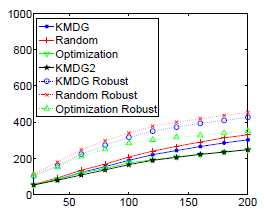 1000
800
600
400
200
0
50
100
150
200
KMDG
Random
Optimization
KMDG2
KMDG Robust
Random Robust
Optimization Robust